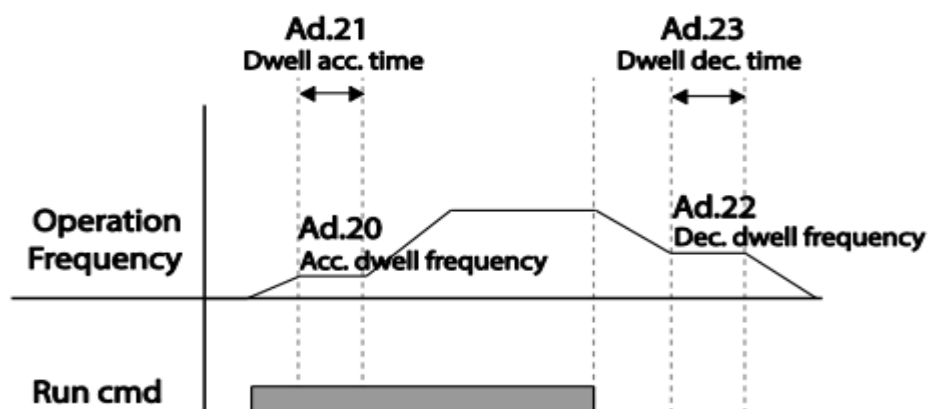 Ad.21
Dwell acc. time
Ad.23
Dwell dec. time
Operation
Frequency
Ad.20
Acc. dwell frequency
Ad.22
Dec. dwell frequency
Run cmd